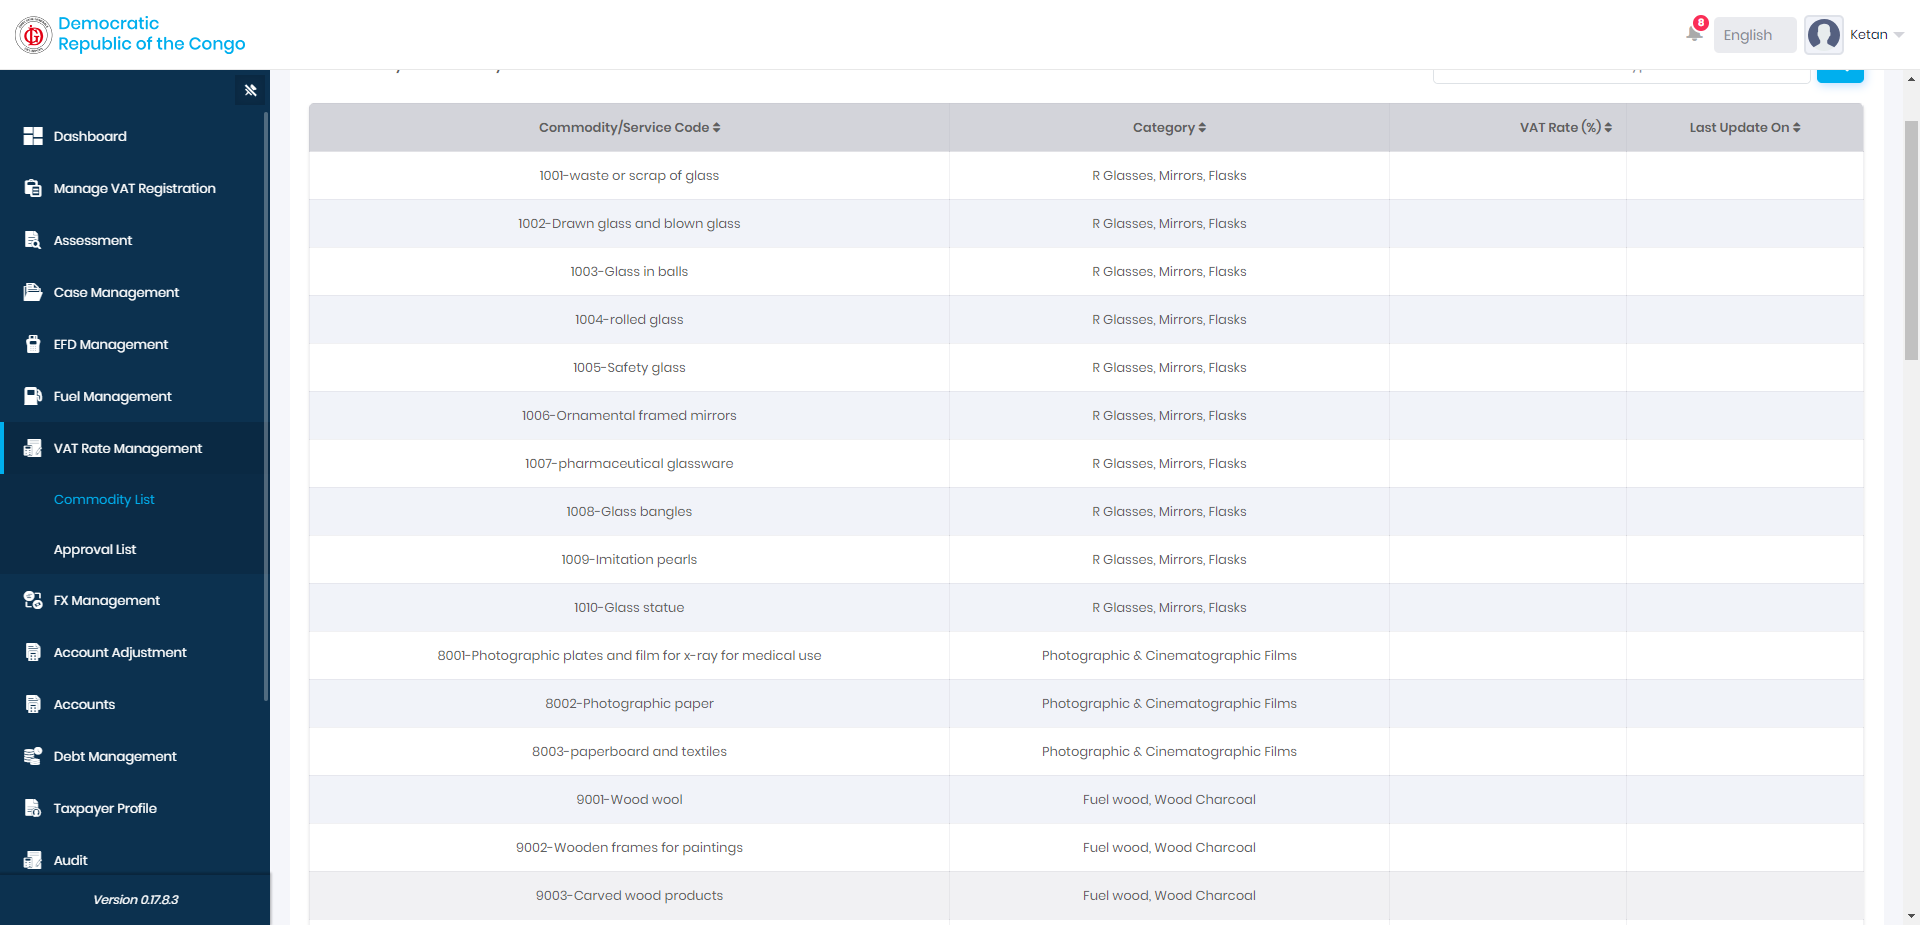 Democratic
Republic of the Congo
8
English
Ketan
Dashboard
Manage VAT Registration
Assessment
Case Management
EFD Management
Fuel Management
VAT Rate Management
Commodity List
Approval List
FX Management
Account Adjustment
Accounts
Debt Management
Taxpayer Profile
Audit
Version 0.17.8.3
Commodity/Service Code Category VAT Rate (%) Last Update On
1001-waste or scrap of glass R Glasses, Mirrors, Flasks
1002-Drawn glass and blown glass R Glasses, Mirrors, Flasks
1003-Glass in balls R Glasses, Mirrors, Flasks
1004-rolled glass R Glasses, Mirrors, Flasks
1005-Safety glass R Glasses, Mirrors, Flasks
1006-Ornamental framed mirrors R Glasses, Mirrors, Flasks
1007-pharmaceutical glassware R Glasses, Mirrors, Flasks
1008-Glass bangles R Glasses, Mirrors, Flasks
1009-Imitation pearls R Glasses, Mirrors, Flasks
1010-Glass statue R Glasses, Mirrors, Flasks
8001-Photographic plates and film for x-ray for medical use Photographic & Cinematographic Films
8002-Photographic paper Photographic & Cinematographic Films
8003-paperboard and textiles Photographic & Cinematographic Films
9001-Wood wool Fuel wood, Wood Charcoal
9002-Wooden frames for paintings Fuel wood, Wood Charcoal
9003-Carved wood products Fuel wood, Wood Charcoal